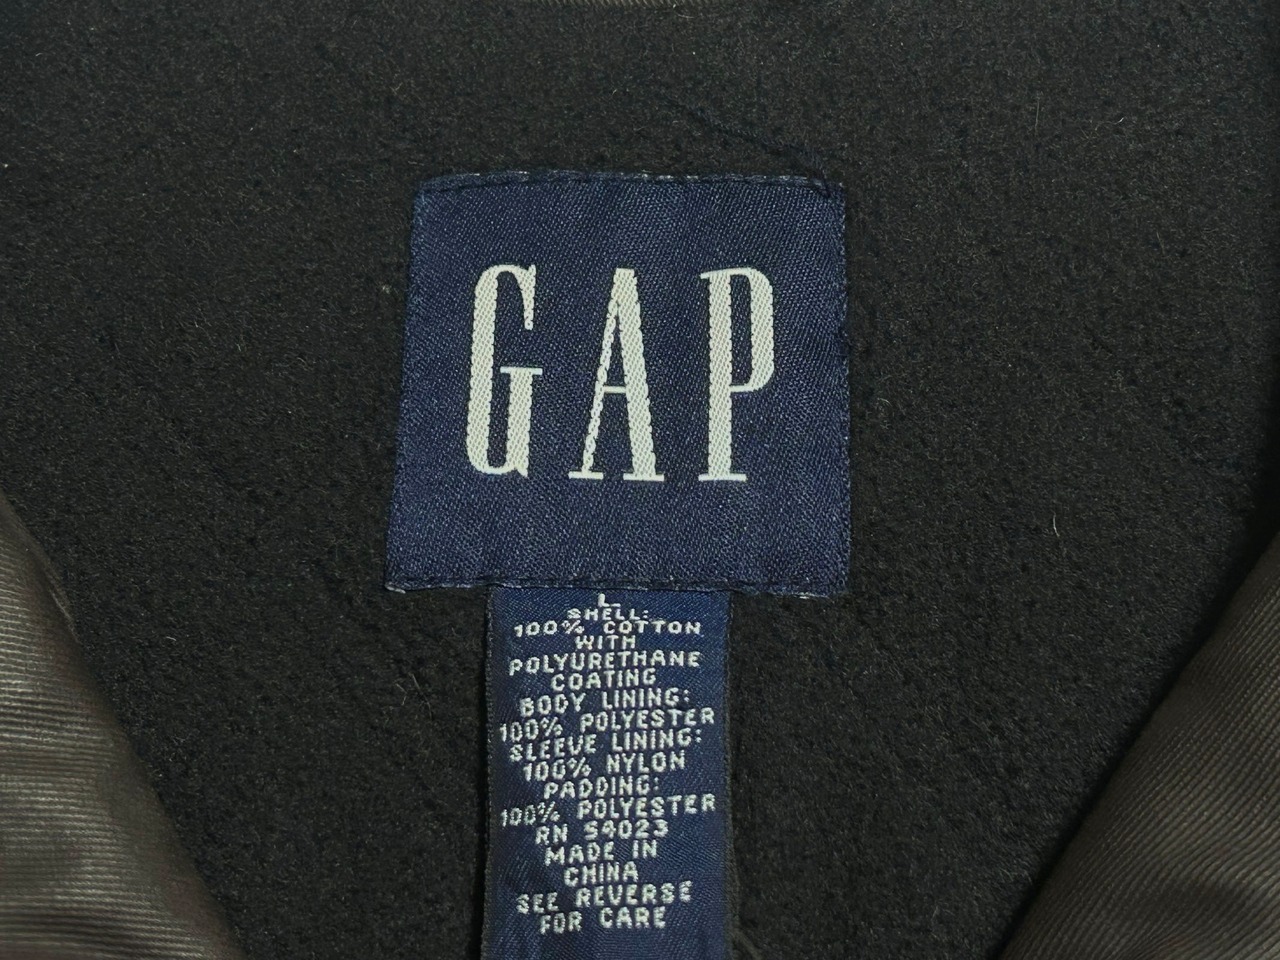 GAP
L
SHELL:
100% COTTON
WITH
POLYURETHANE
COATING
BODY LINING:
100% POLYESTER
SLEEVE LINING:
100% NYLON
PADDING:
100% POLYESTER
RN 54023
MADE IN
CHINA
SEE REVERSE
FOR CARE